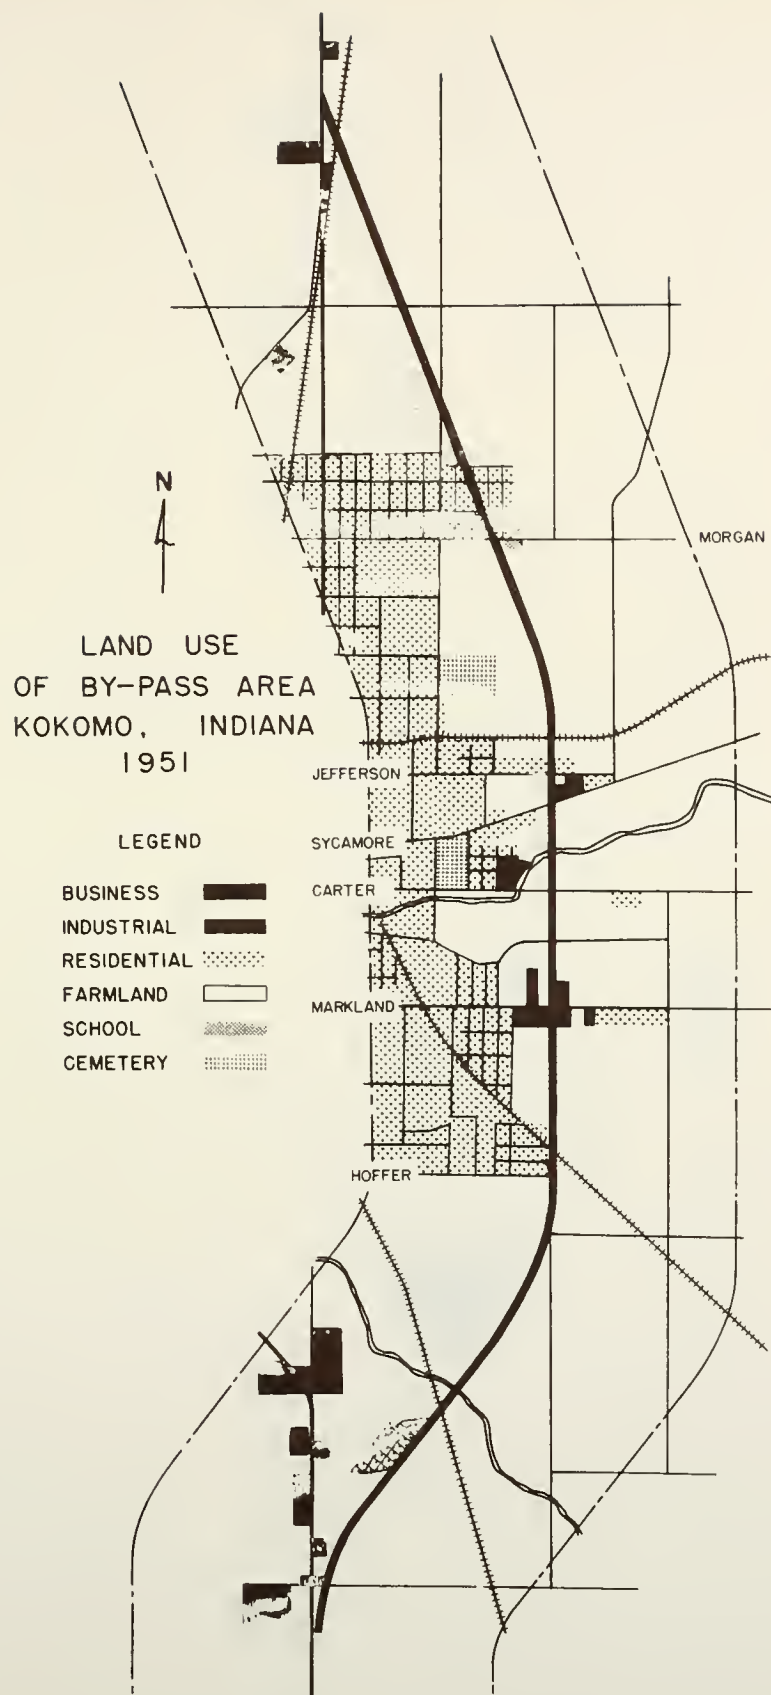 N
LAND USE
OF BY-PASS AREA
KOKOMO, INDIANA
1951
LEGEND
BUSINESS
INDUSTRIAL
RESIDENTIAL
FARMLAND
SCHOOL
CEMETERY
MORGAN
JEFFERSON
SYCAMORE
CARTER
MARKLAND
HOFFER